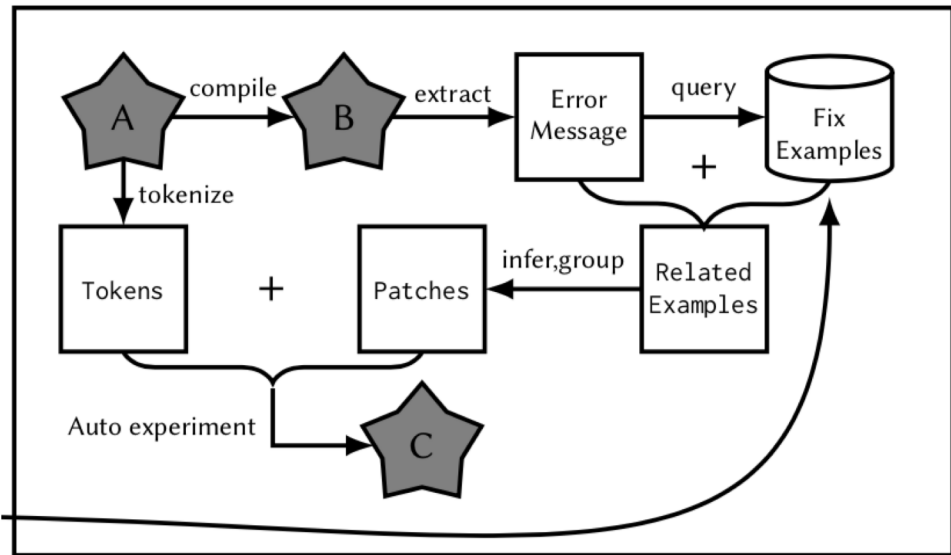 A
compile
B
extract
Error
Message
query
Fix
Examples
+
tokenize
Tokens
+
Patches
infer,group
Related
Examples
Auto experiment
C